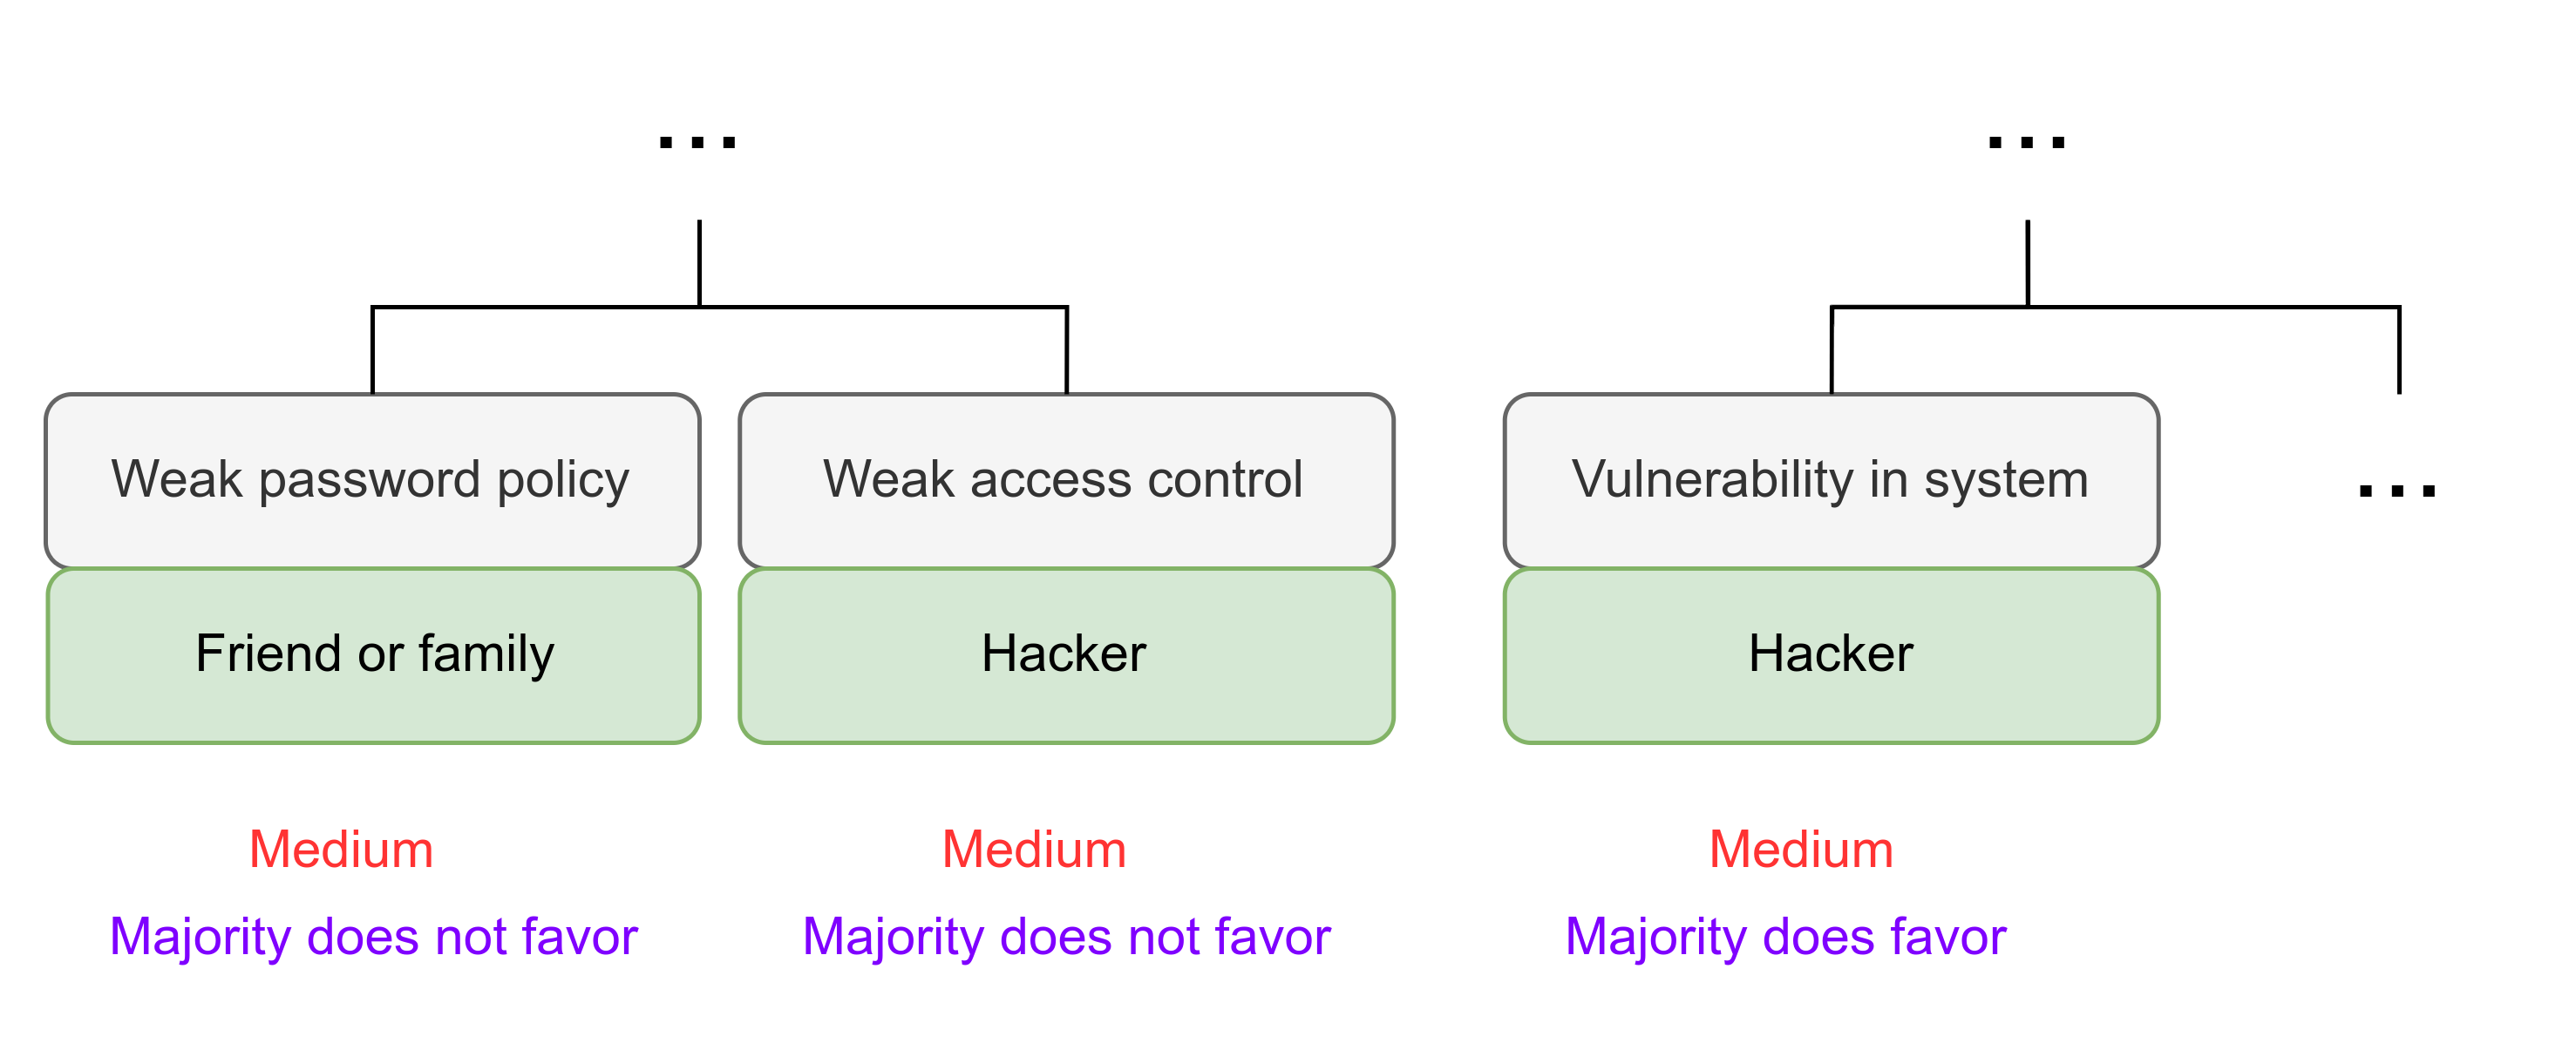 ...
...
Weak password policy
Weak access control
Vulnerability in system
...
Friend or family
Hacker
Hacker
Medium
Medium
Medium
Majority does not favor
Majority does not favor
Majority does favor